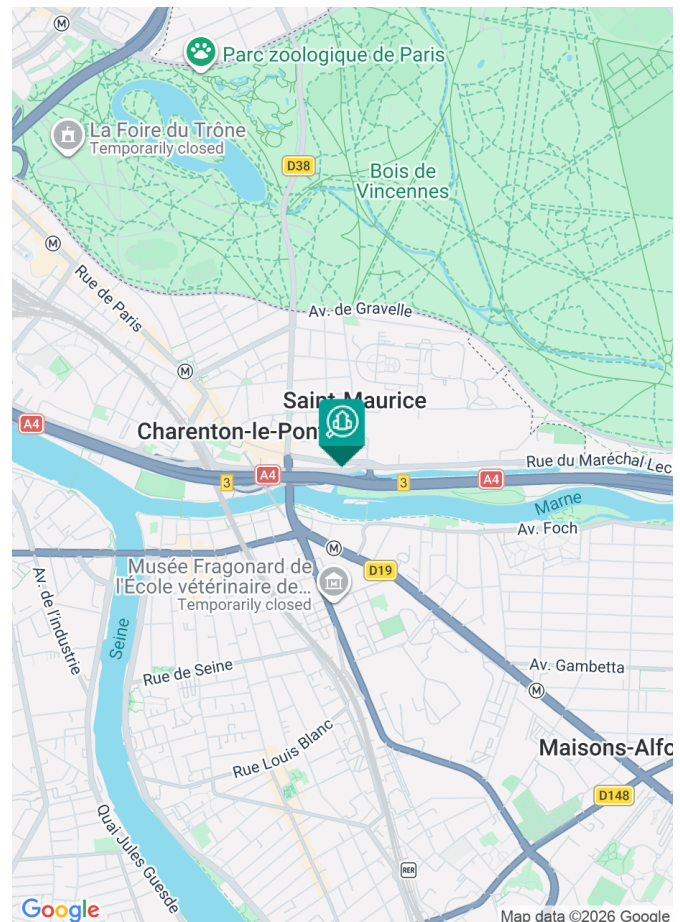 M
Parc zoologique de Paris
La Foire du Trône
Temporarily closed
D38
Bois de
Vincennes
M
Rue de Paris
Av. de Gravelle
M
Saint-Maurice
Charenton-le-Pont
A4
A4
3
3
A4
Rue du Maréchal Lec
Marne
Av. Foch
M
Musée Fragonard de
l'École vétérinaire de...
Temporarily closed
D19
Av. de l'industrie
Seine
Rue de Seine
Av. Gambetta
M
Rue Louis Blanc
Maisons-Alfo
D148
Quai Jules Guesde
RER
Google
Map data ©2026 Google